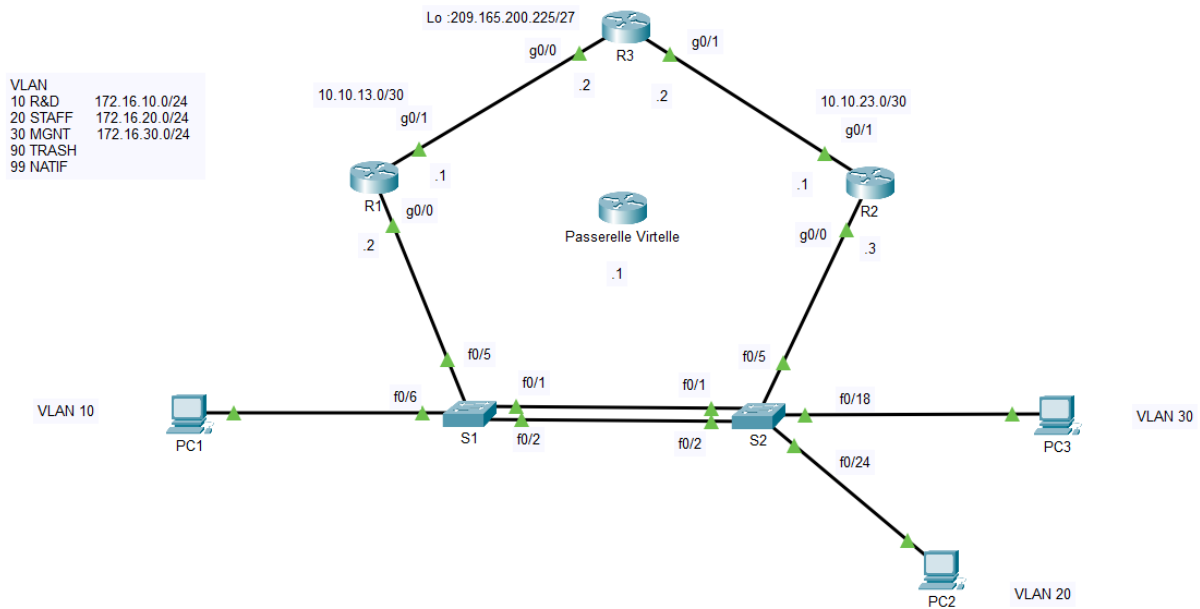 Lo :209.165.200.225/27
g0/0
R3
g0/1
.2
.2
VLAN
10 R&D 172.16.10.0/24
20 STAFF 172.16.20.0/24
30 MGNT 172.16.30.0/24
90 TRASH
99 NATIF
10.10.13.0/30
10.10.23.0/30
g0/1
g0/1
.1
.1
R1
R2
g0/0
g0/0
.2
.3
Passerelle Virtelle
.1
f0/5
f0/5
VLAN 10
PC1
f0/6
f0/1
f0/1
S1
S2
f0/2
f0/2
f0/18
PC3
VLAN 30
f0/24
PC2
VLAN 20